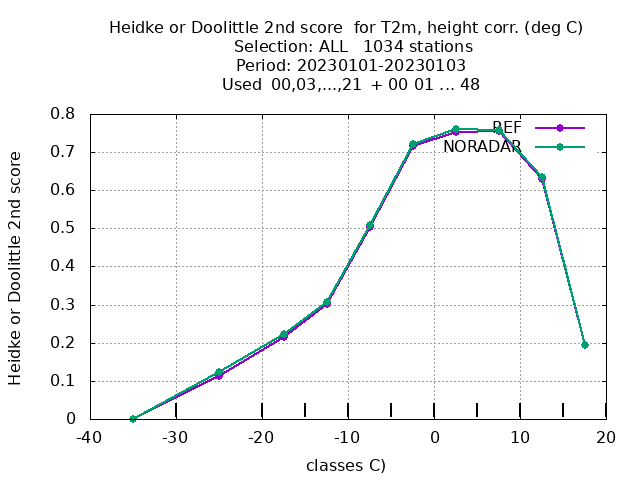 Heidke or Doolittle 2nd score  for T2m, height corr. (deg C)
Selection: ALL   1034 stations
Period: 20230101-20230103
Used  00,03,...,21  + 00 01 ... 48
Heidke or Doolittle 2nd score
0.8
0.7
0.6
0.5
0.4
0.3
0.2
0.1
0
REF
NORADAR
-40 -30 -20 -10 0 10 20
classes C)